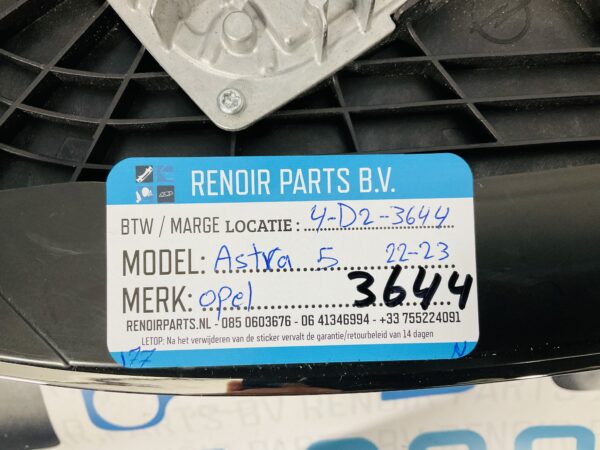 RENOIR PARTS B.V.
BTW / MARGE LOCATIE : 4-D2-3644
MODEL: Astra 5 22-23
MERK: opel 3644
RENOIRPARTS.NL - 085 0603676 - 06 41346994 - +33 755224091
LETOP: Na het verwijderen van de sticker vervalt de garantie/retourbeleid van 14 dagen
177 N